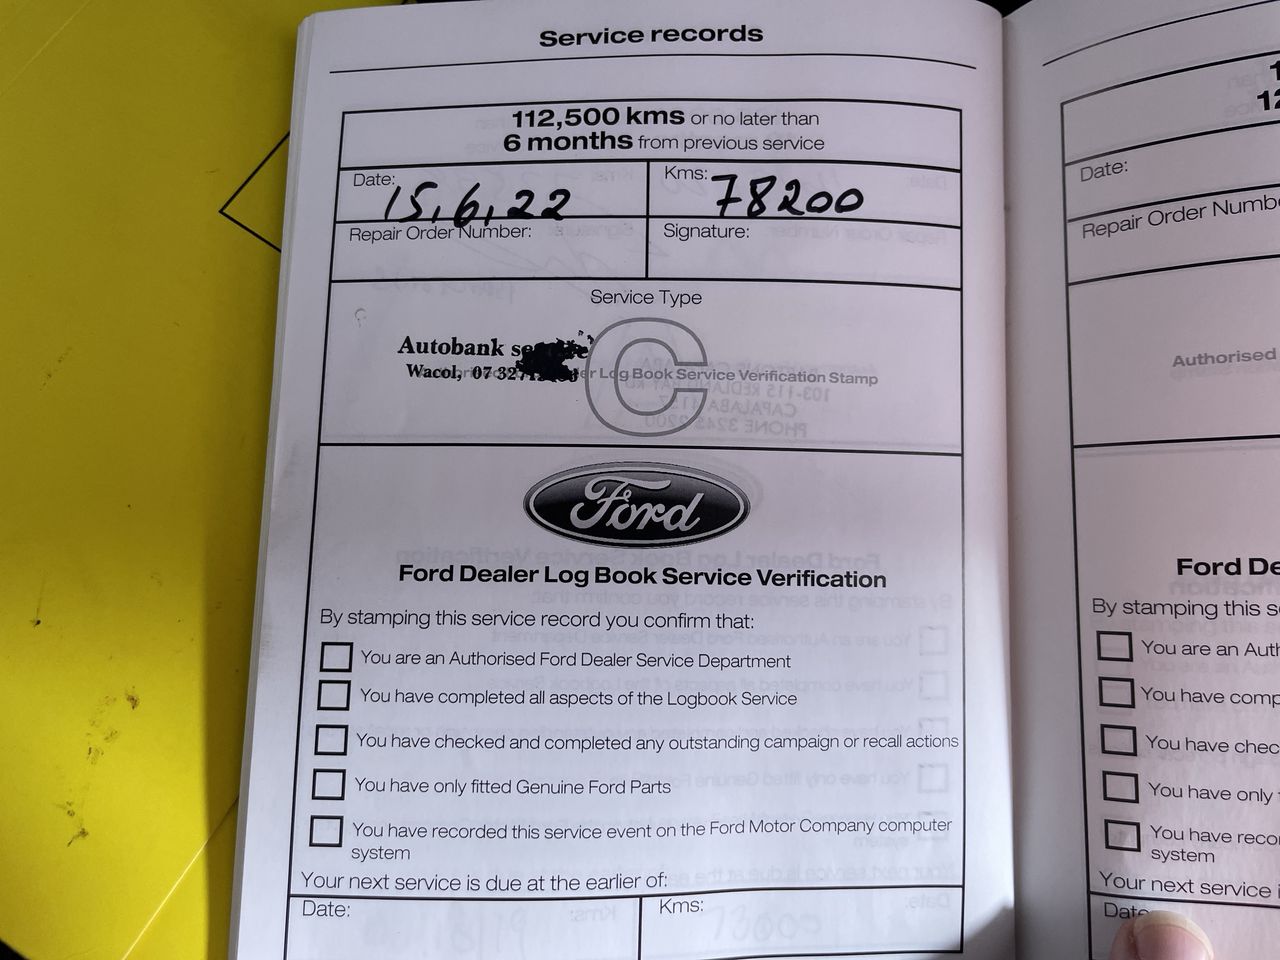 Service records
112,500 kms or no later than
6 months from previous service
Date: 15,6,22
Kms: 78200
Repair Order Number:
Signature:
Service Type
C
Autobank
Wacol, 07
Log Book Service Verification Stamp
Ford
Ford Dealer Log Book Service Verification
By stamping this service record you confirm that:
You are an Authorised Ford Dealer Service Department
You have completed all aspects of the Logbook Service
You have checked and completed any outstanding campaign or recall actions
You have only fitted Genuine Ford Parts
You have recorded this service event on the Ford Motor Company computer
system
Your next service is due at the earlier of:
Date:
Kms:
1
12
Date:
Repair Order Numb
Authorised
Ford De
By stamping this s
You are an Auth
You have comp
You have chec
You have only
You have reco
system
Your next service i
Date